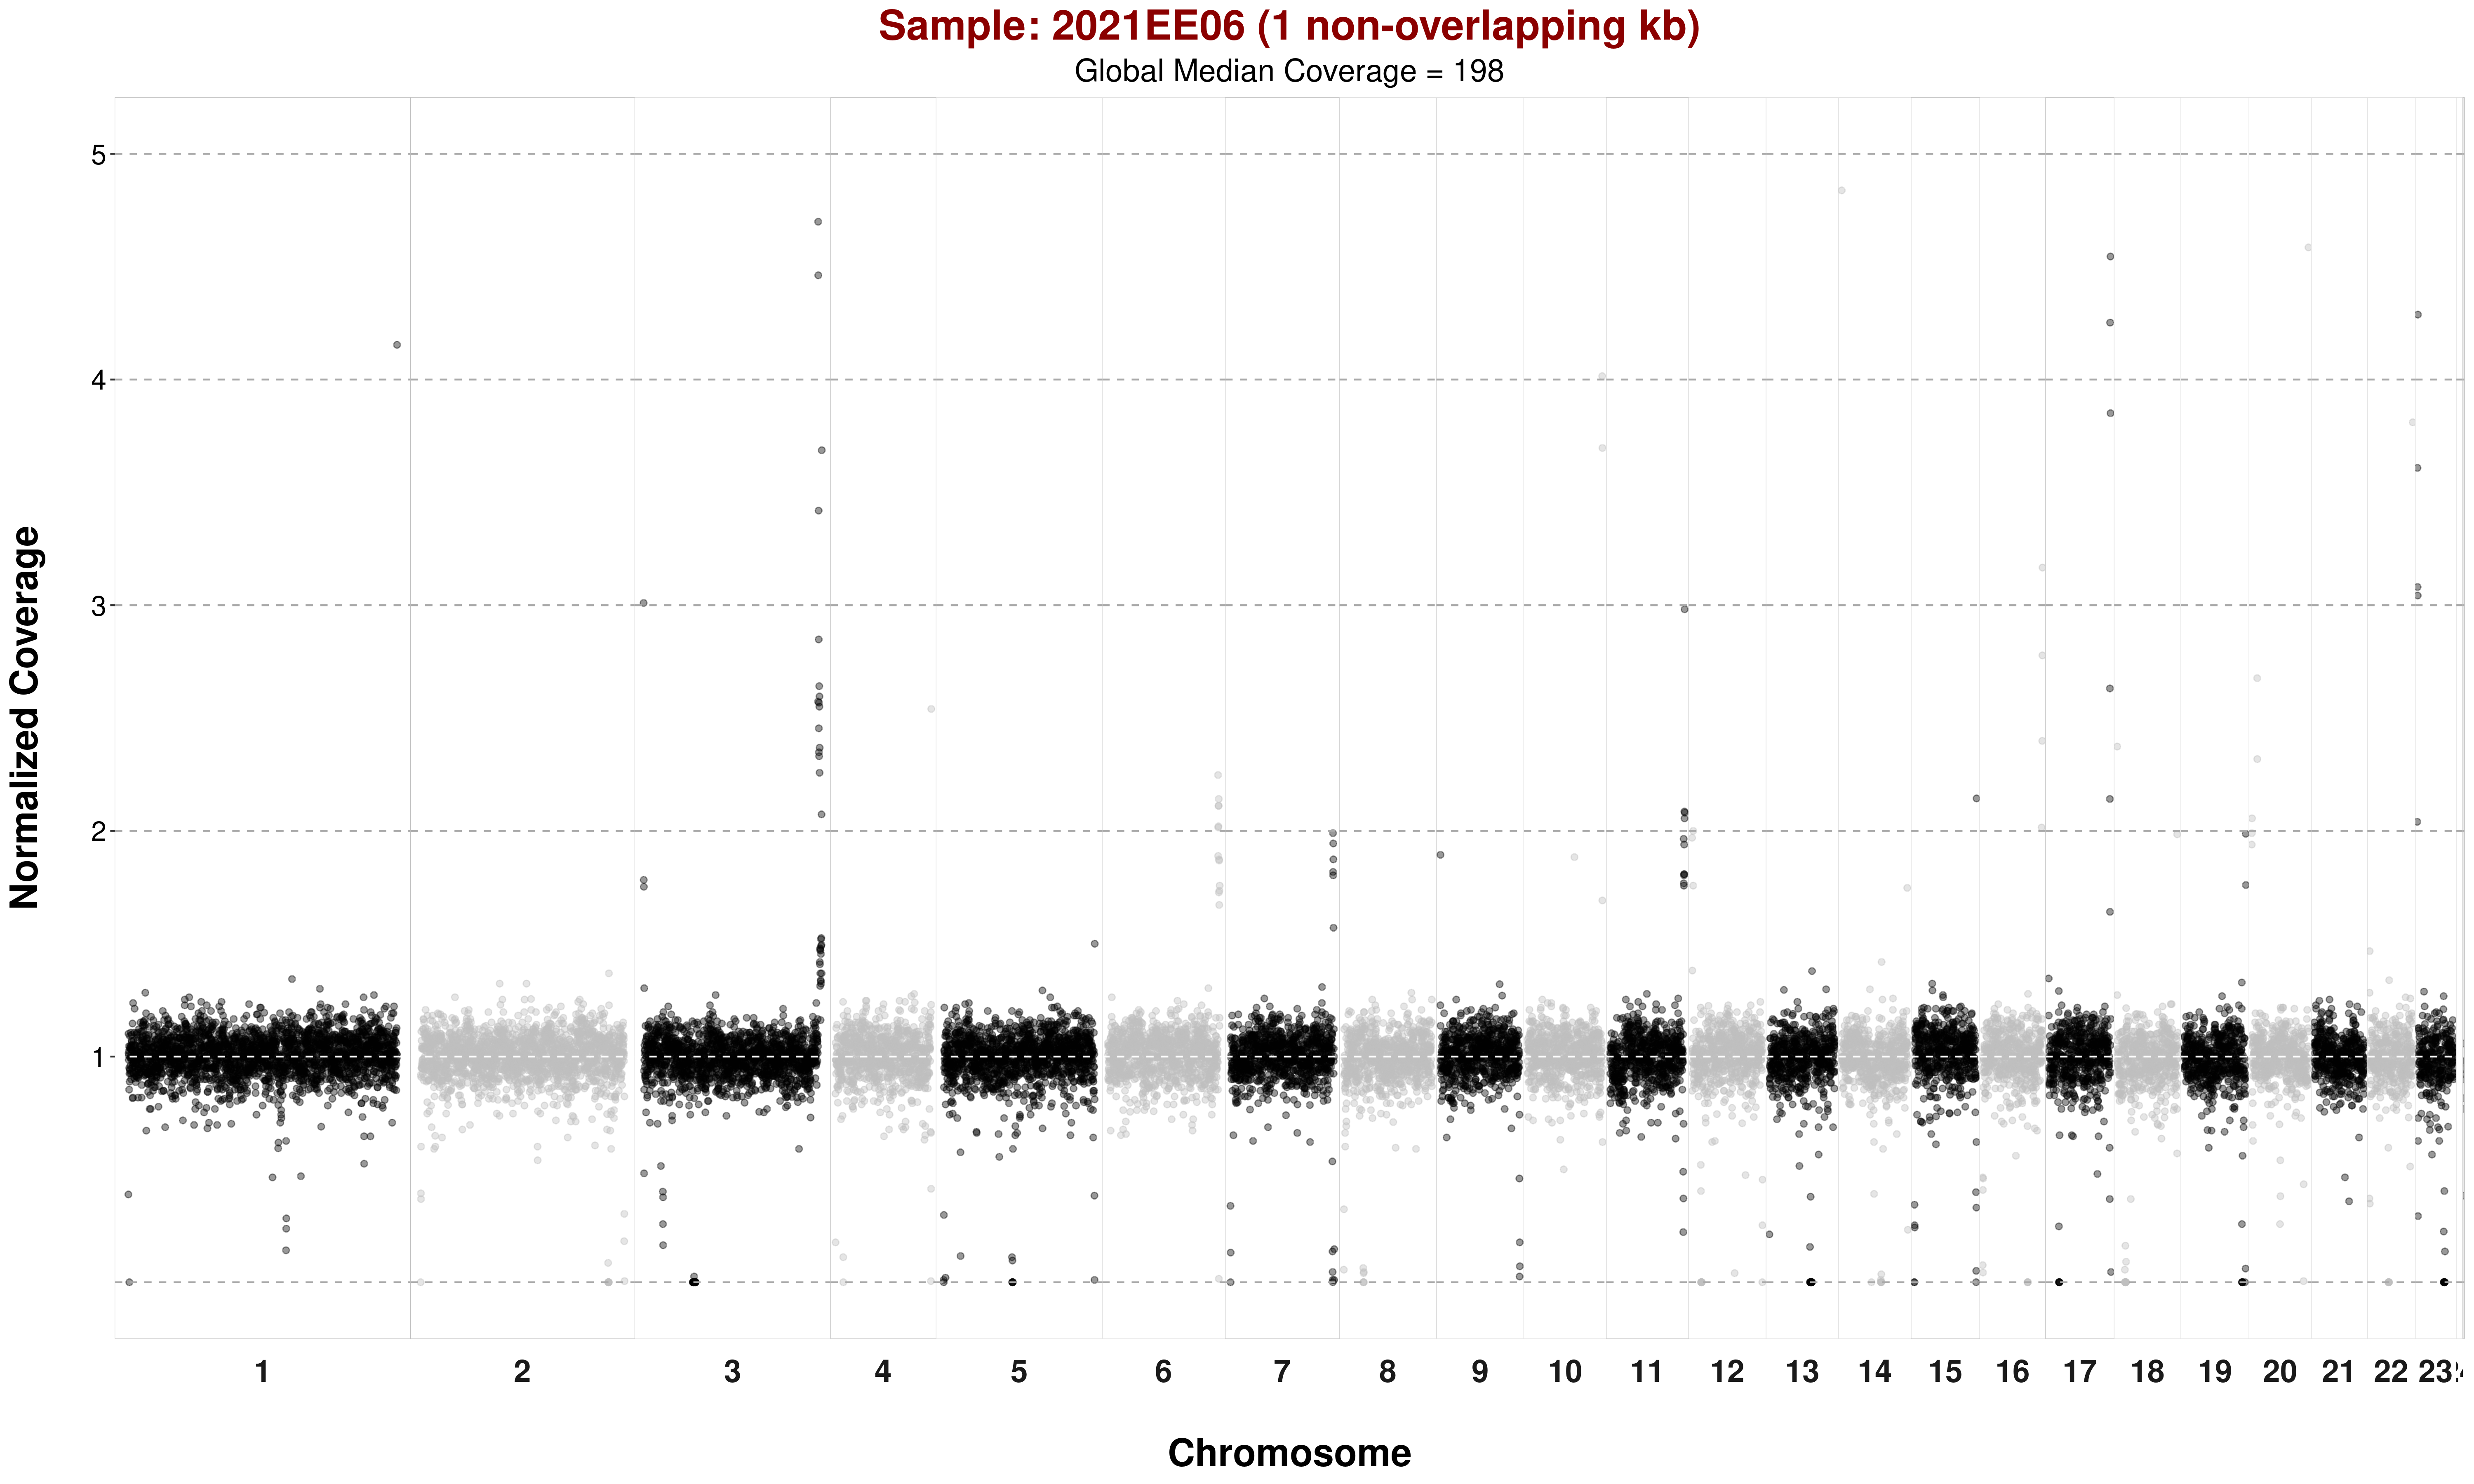 Sample: 2021EE06 (1 non-overlapping kb)
Global Median Coverage = 198
Normalized Coverage
5
4
3
2
1
1 2 3 4 5 6 7 8 9 10 11 12 13 14 15 16 17 18 19 20 21 22 23
Chromosome